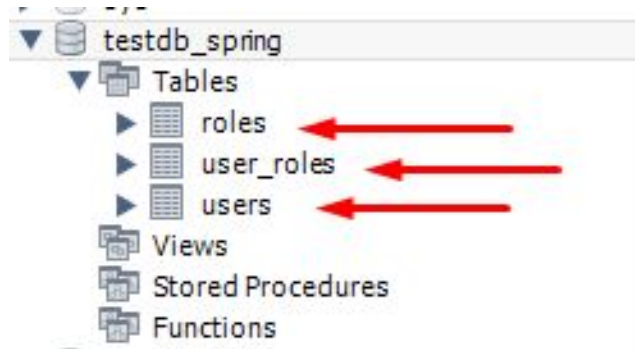 testdb_spring
Tables
roles
user_roles
users
Views
Stored Procedures
Functions